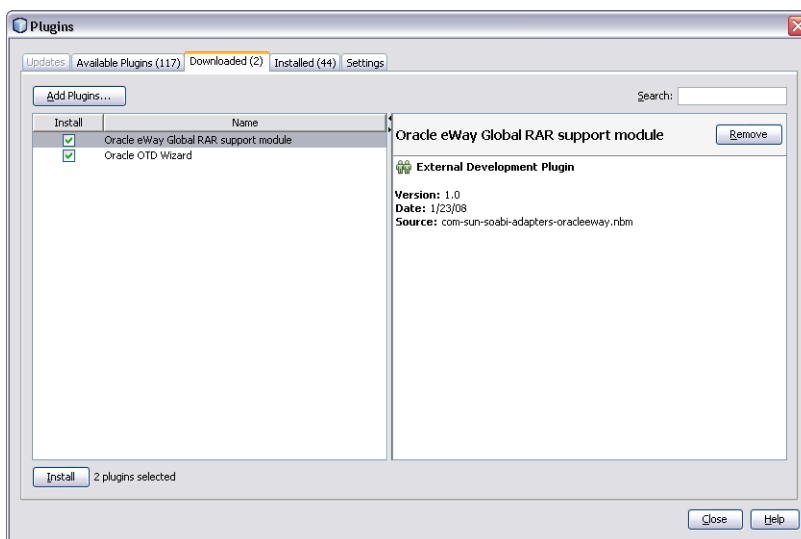 Plugins
Updates Available Plugins (117) Downloaded (2) Installed (44) Settings
Add Plugins... Search:
Install Name
Oracle eWay Global RAR support module
Oracle OTD Wizard
Oracle eWay Global RAR support module Remove
External Development Plugin
Version: 1.0
Date: 1/23/08
Source: com-sun-soabi-adapters-oracleeway.nbm
Install 2 plugins selected
Close Help